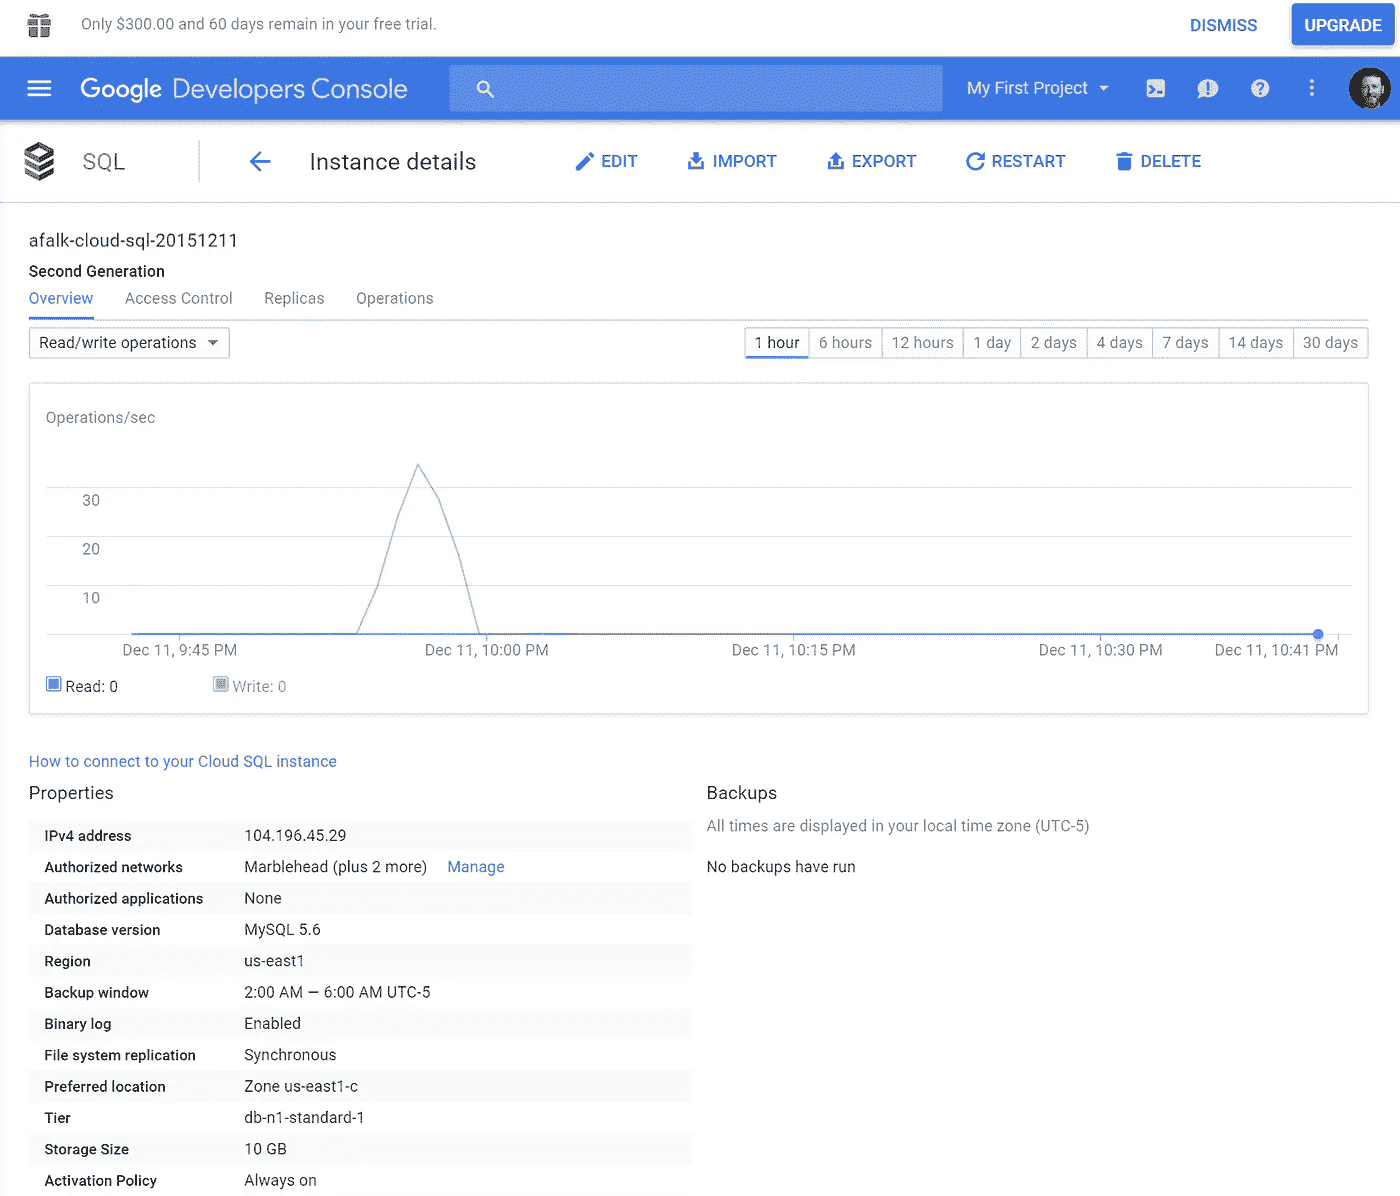 Only $300.00 and 60 days remain in your free trial.
DISMISS
UPGRADE
Google Developers Console
My First Project
SQL
Instance details
EDIT
IMPORT
EXPORT
RESTART
DELETE
afalk-cloud-sql-20151211
Second Generation
Overview
Access Control
Replicas
Operations
Read/write operations
1 hour
6 hours
12 hours
1 day
2 days
4 days
7 days
14 days
30 days
Operations/sec
30
20
10
Dec 11, 9:45 PM
Dec 11, 10:00 PM
Dec 11, 10:15 PM
Dec 11, 10:30 PM
Dec 11, 10:41 PM
Read: 0
Write: 0
How to connect to your Cloud SQL instance
Properties
IPv4 address 104.196.45.29
Authorized networks Marblehead (plus 2 more) Manage
Authorized applications None
Database version MySQL 5.6
Region us-east1
Backup window 2:00 AM — 6:00 AM UTC-5
Binary log Enabled
File system replication Synchronous
Preferred location Zone us-east1-c
Tier db-n1-standard-1
Storage Size 10 GB
Activation Policy Always on
Backups
All times are displayed in your local time zone (UTC-5)
No backups have run